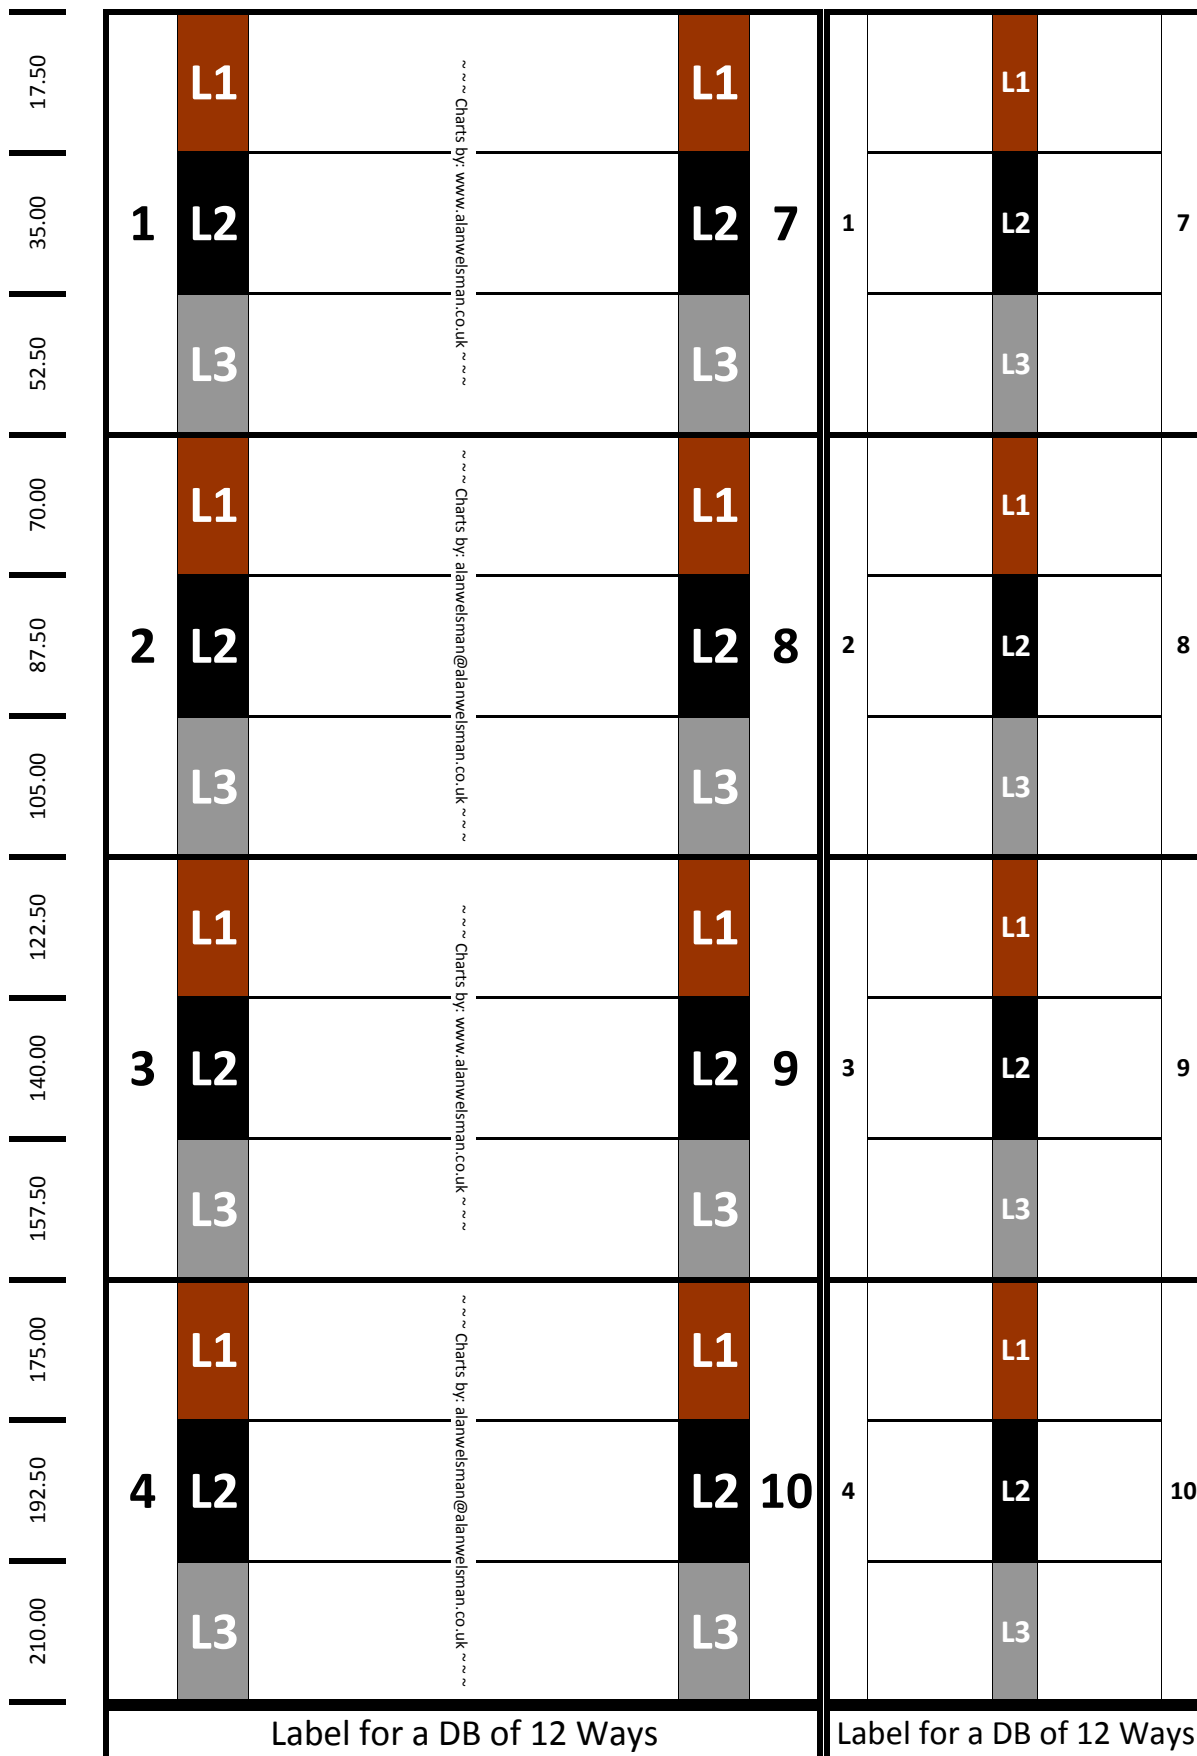 17.50 L1 L1 L1
35.00 1 L2 L2 7 1 L2 7
52.50 L3 L3 L3
~ ~ ~ Charts by: www.alanwelsman.co.uk ~ ~ ~
70.00 L1 L1 L1
87.50 2 L2 L2 8 2 L2 8
105.00 L3 L3 L3
~ ~ ~ Charts by: alanwelsman@alanwelsman.co.uk ~ ~ ~
122.50 L1 L1 L1
140.00 3 L2 L2 9 3 L2 9
157.50 L3 L3 L3
~ ~ ~ Charts by: www.alanwelsman.co.uk ~ ~ ~
175.00 L1 L1 L1
192.50 4 L2 L2 10 4 L2 10
210.00 L3 L3 L3
~ ~ ~ Charts by: alanwelsman@alanwelsman.co.uk ~ ~ ~
Label for a DB of 12 Ways Label for a DB of 12 Ways